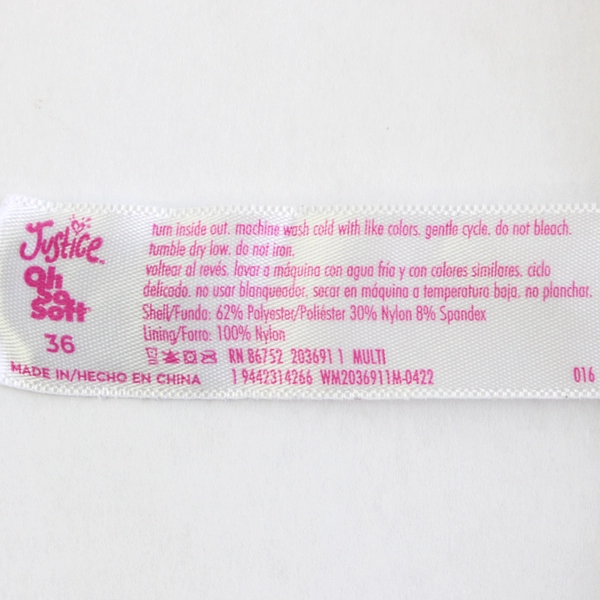 Justice
oh
so
soft
36
MADE IN/HECHO EN CHINA
turn inside out. machine wash cold with like colors. gentle cycle. do not bleach.
tumble dry low. do not iron.
voltear al revés. lavar a máquina con agua fría y con colores similares. ciclo
delicado. no usar blanqueador. secar en máquina a temperatura baja. no planchar.
Shell/Funda: 62% Polyester/Poliéster 30% Nylon 8% Spandex
Lining/Forro: 100% Nylon
RN 86752 203691 1 MULTI
1 9442314266 WM2036911M-0422
016